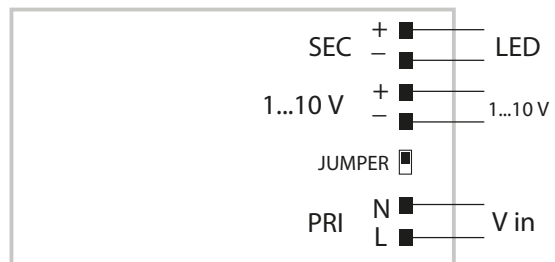 +
SEC – LED
+
1...10 V – 1...10 V
JUMPER
N
PRI V in
L